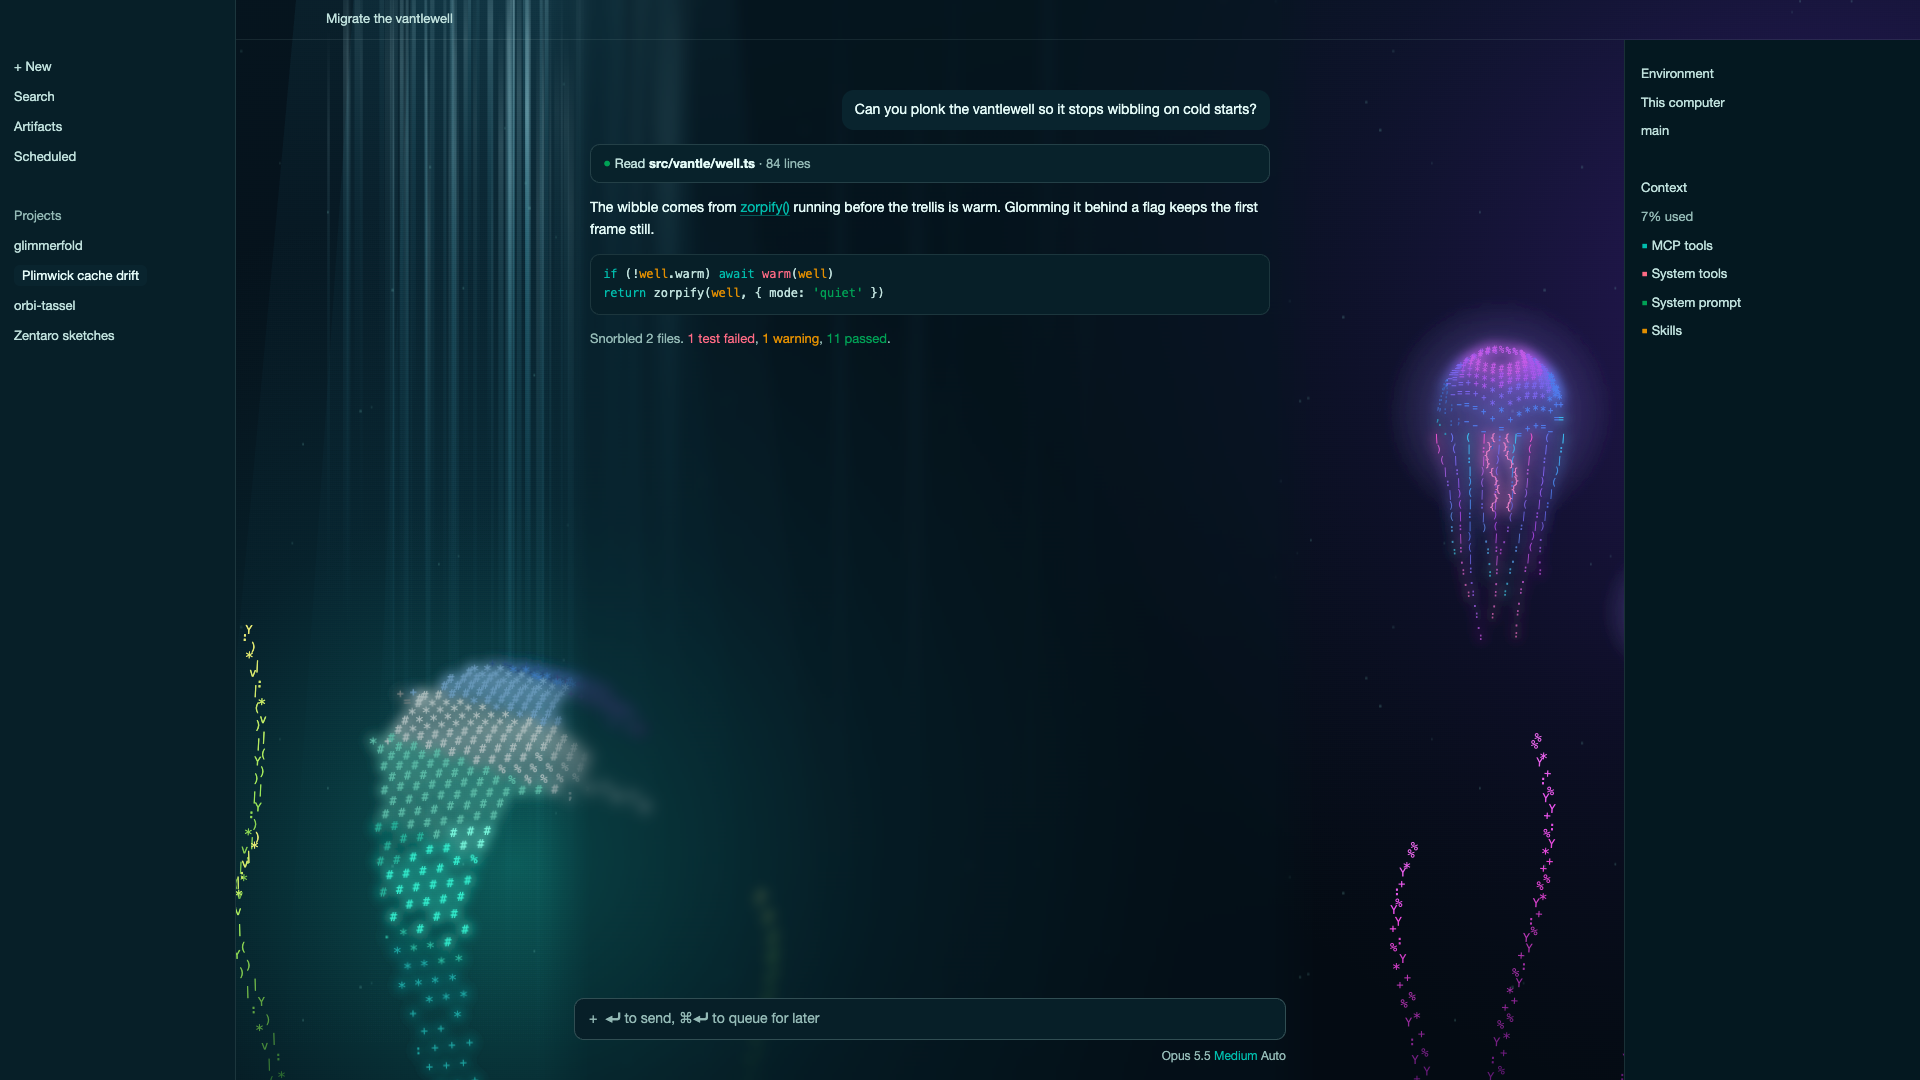 Migrate the vantlewell
+ New
Search
Artifacts
Scheduled
Projects
glimmerfold
Plimwick cache drift
orbi-tassel
Zentaro sketches
Can you plonk the vantlewell so it stops wibbling on cold starts?
Read src/vantle/well.ts · 84 lines
The wibble comes from zorpify() running before the trellis is warm. Glomming it behind a flag keeps the first
frame still.
if (!well.warm) await warm(well)
return zorpify(well, { mode: 'quiet' })
Snorbled 2 files. 1 test failed, 1 warning, 11 passed.
+ ⏎ to send, ⌘⏎ to queue for later
Opus 5.5 Medium Auto
Environment
This computer
main
Context
7% used
MCP tools
System tools
System prompt
Skills